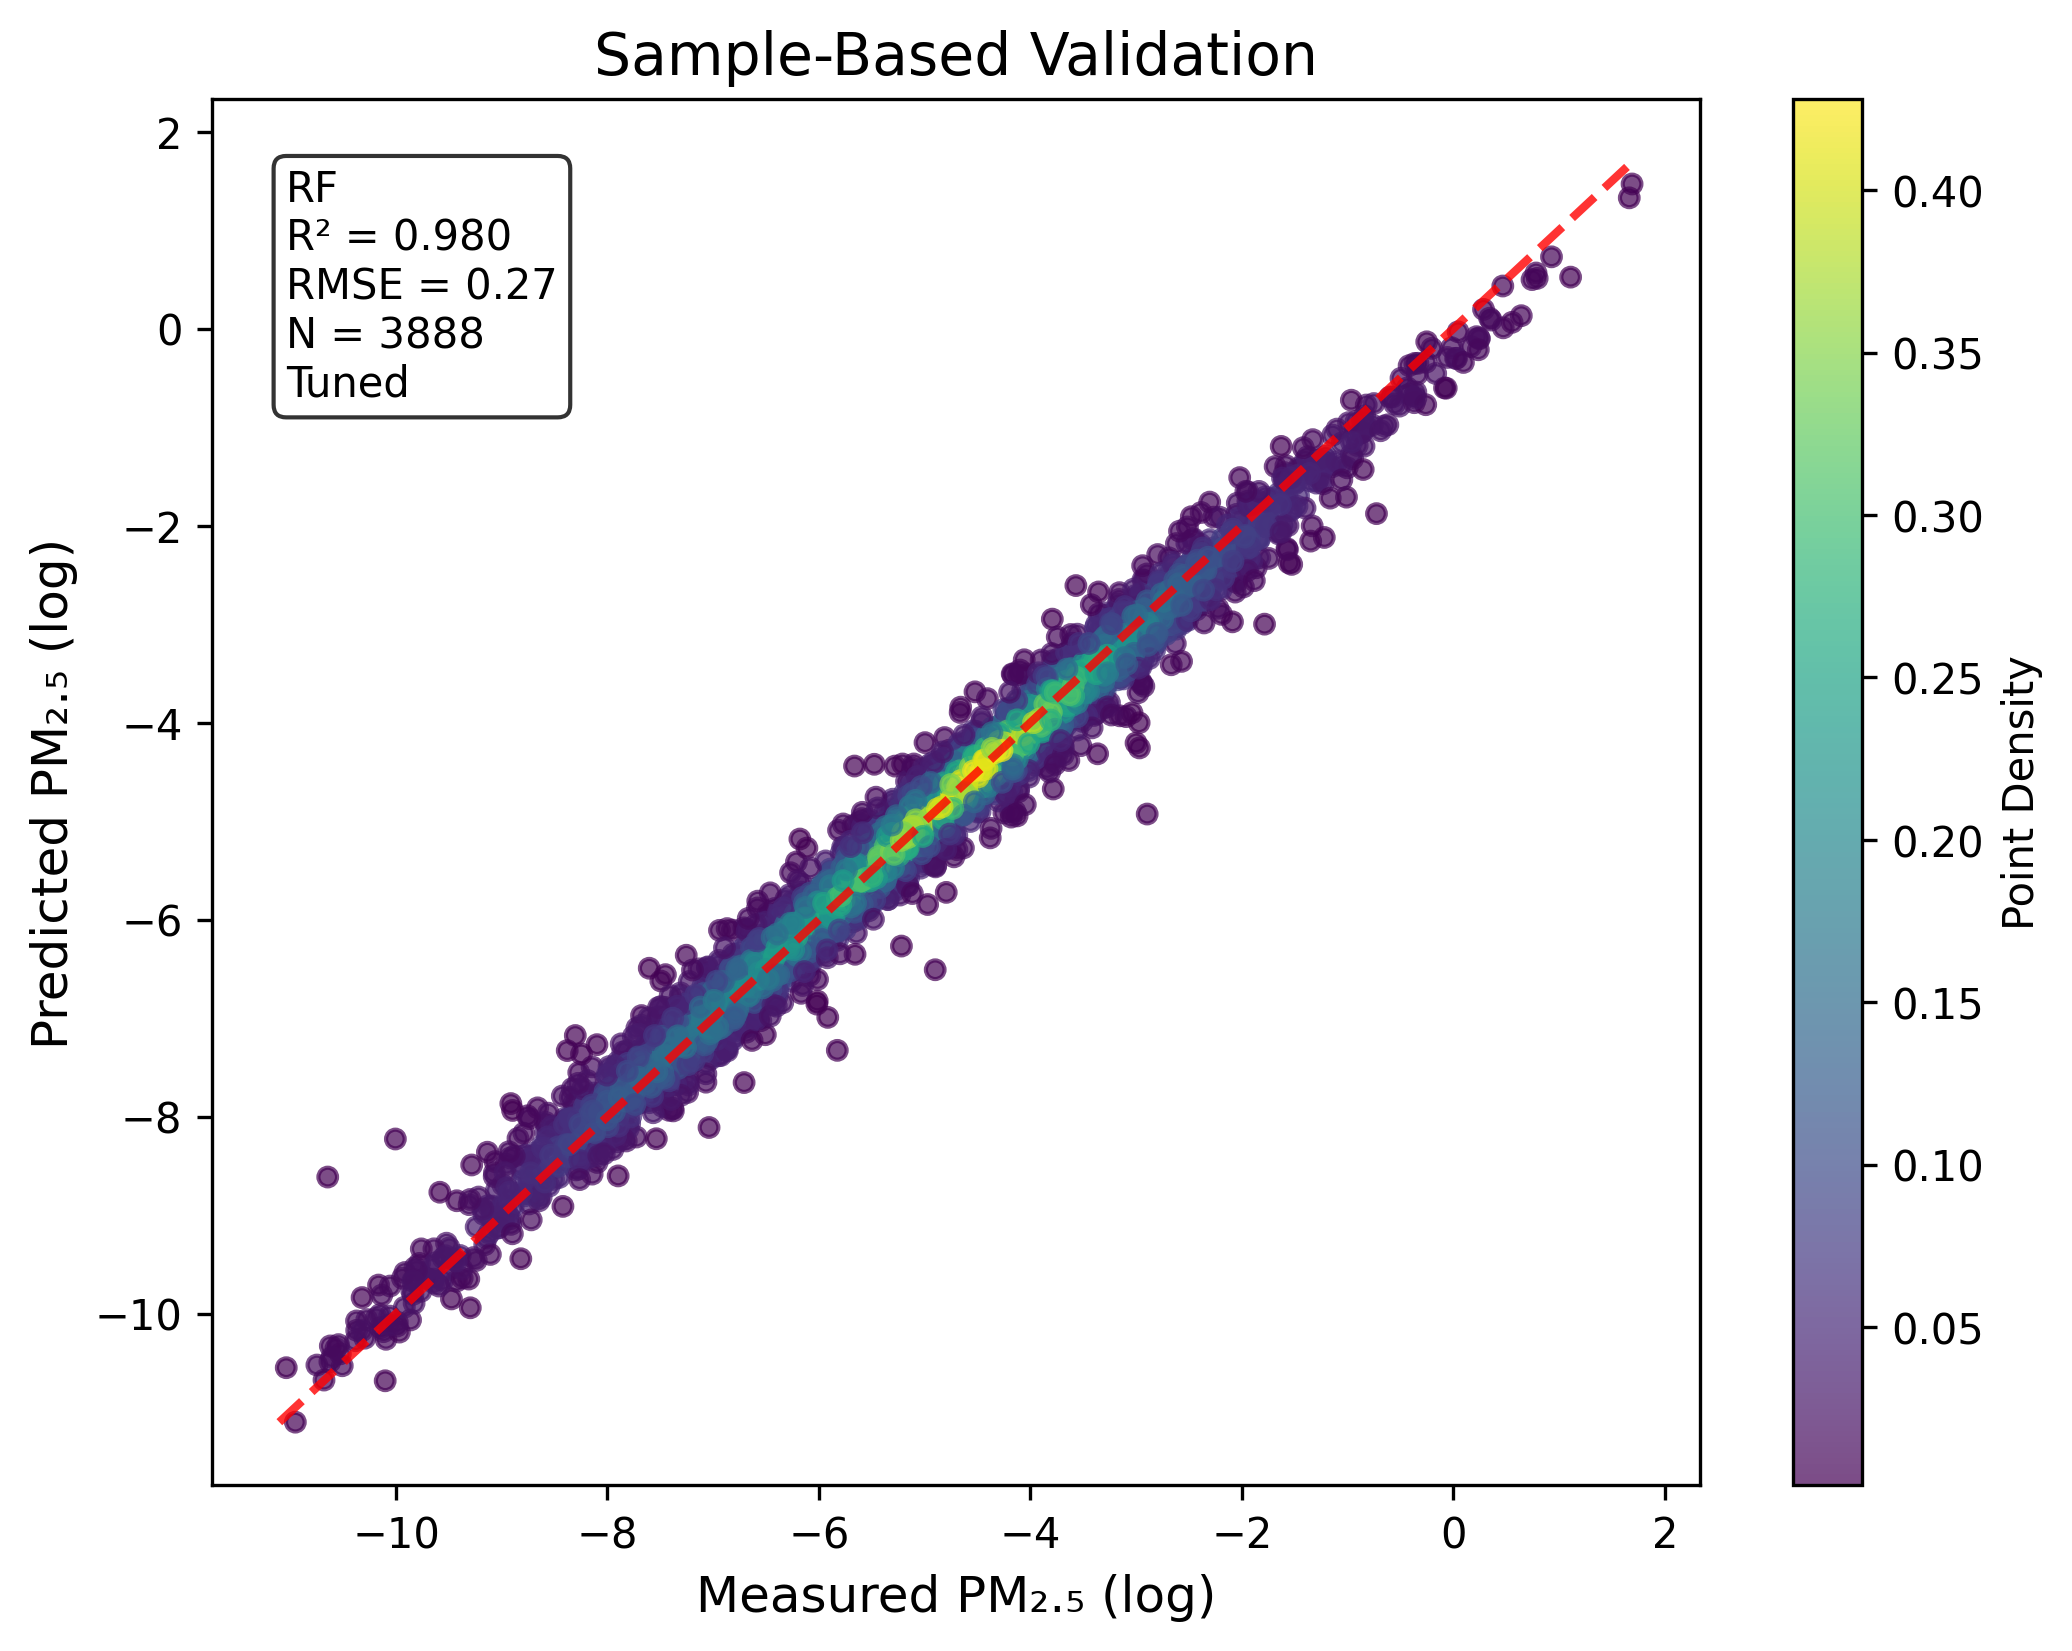 Sample-Based Validation
RF
R² = 0.980
RMSE = 0.27
N = 3888
Tuned
Predicted PM₂.₅ (log)
2
0
−2
−4
−6
−8
−10
−10
−8
−6
−4
−2
0
2
Measured PM₂.₅ (log)
0.40
0.35
0.30
0.25
0.20
0.15
0.10
0.05
Point Density